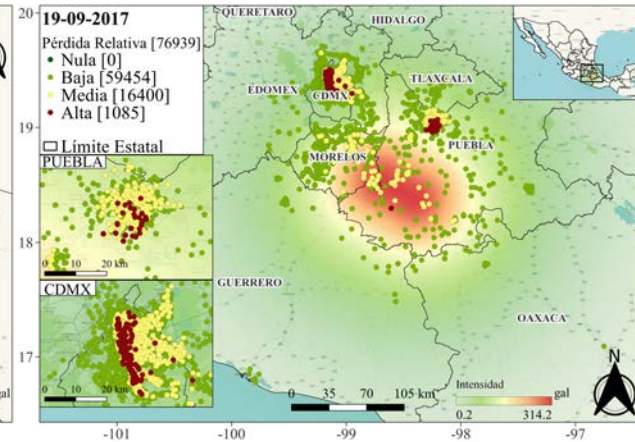 20
19
18
17
19-09-2017
Pérdida Relativa [76939]
Nula [0]
Baja [59454]
Media [16400]
Alta [1085]
Límite Estatal
PUEBLA
0 10 20 km
CDMX
0 10 20 km
QUERETARO
HIDALGO
EDOMEX
CDMX
TLAXCALA
MORELOS
PUEBLA
GUERRERO
OAXACA
0 35 70 105 km
Intensidad
gal
0.2 314.2
N
gal
-101 -100 -99 -98 -97